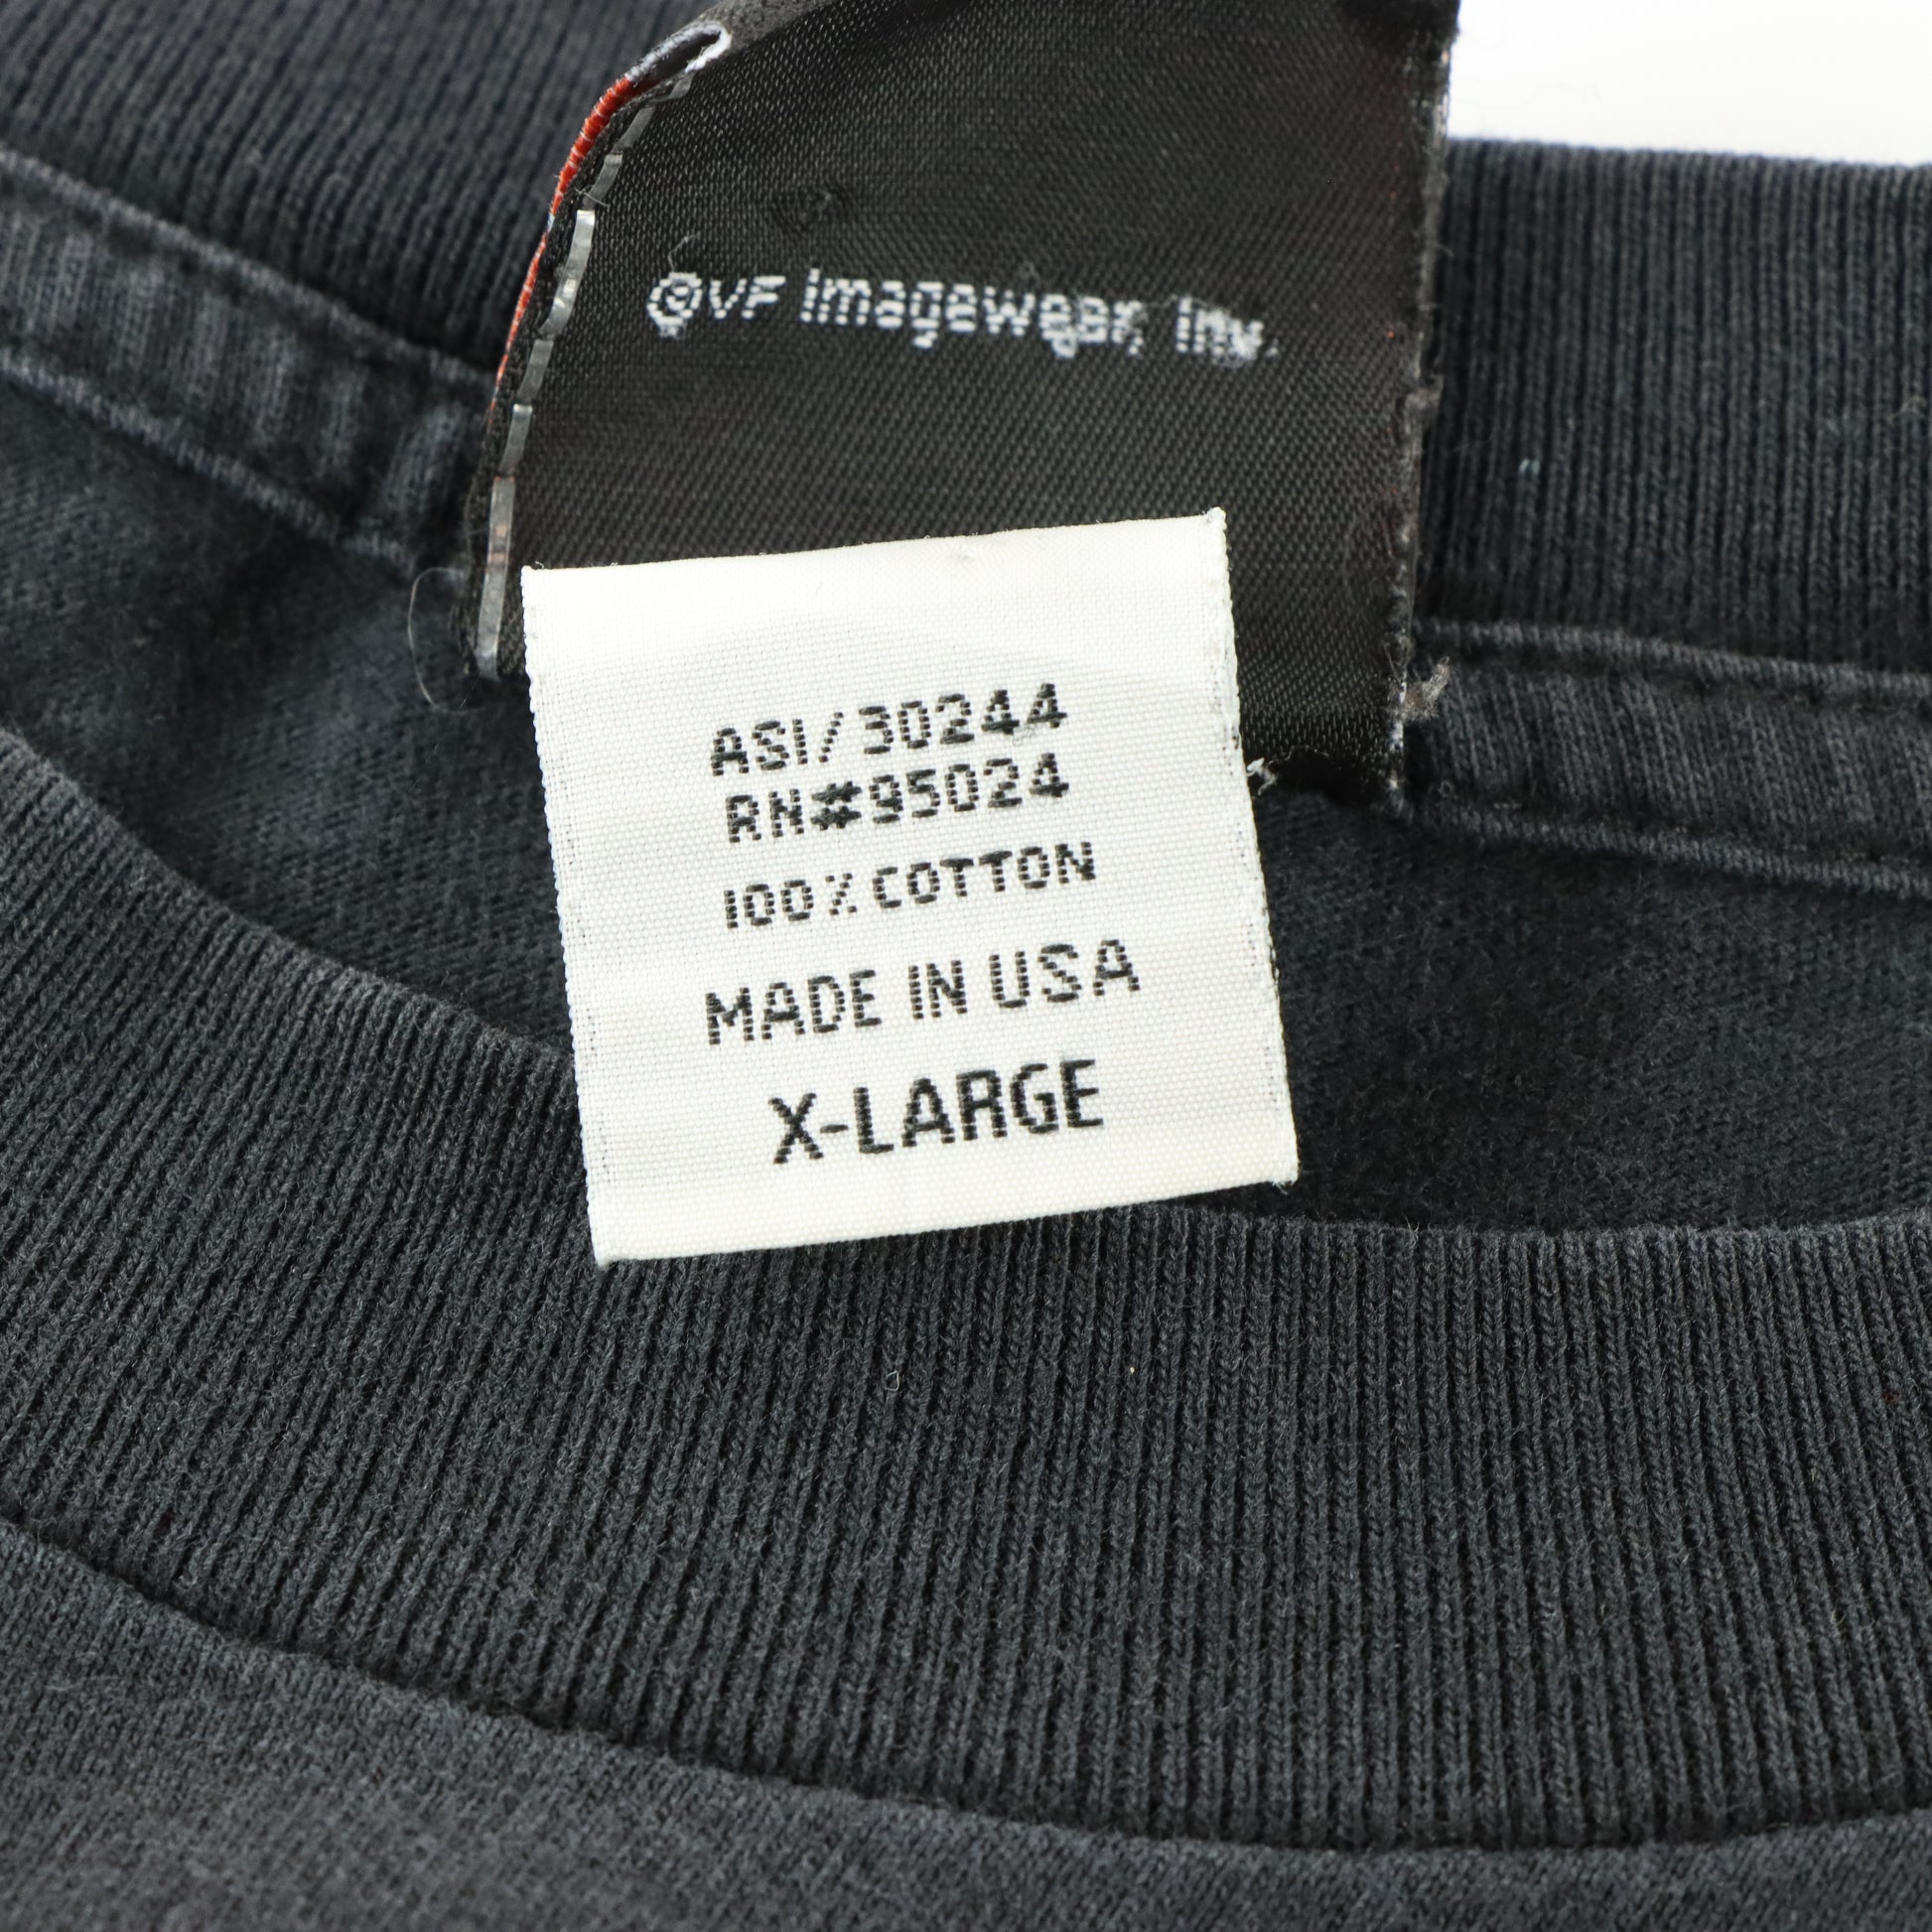 ©VF Imagewear, Inc.
ASI/30244
RN#95024
100% COTTON
MADE IN USA
X-LARGE